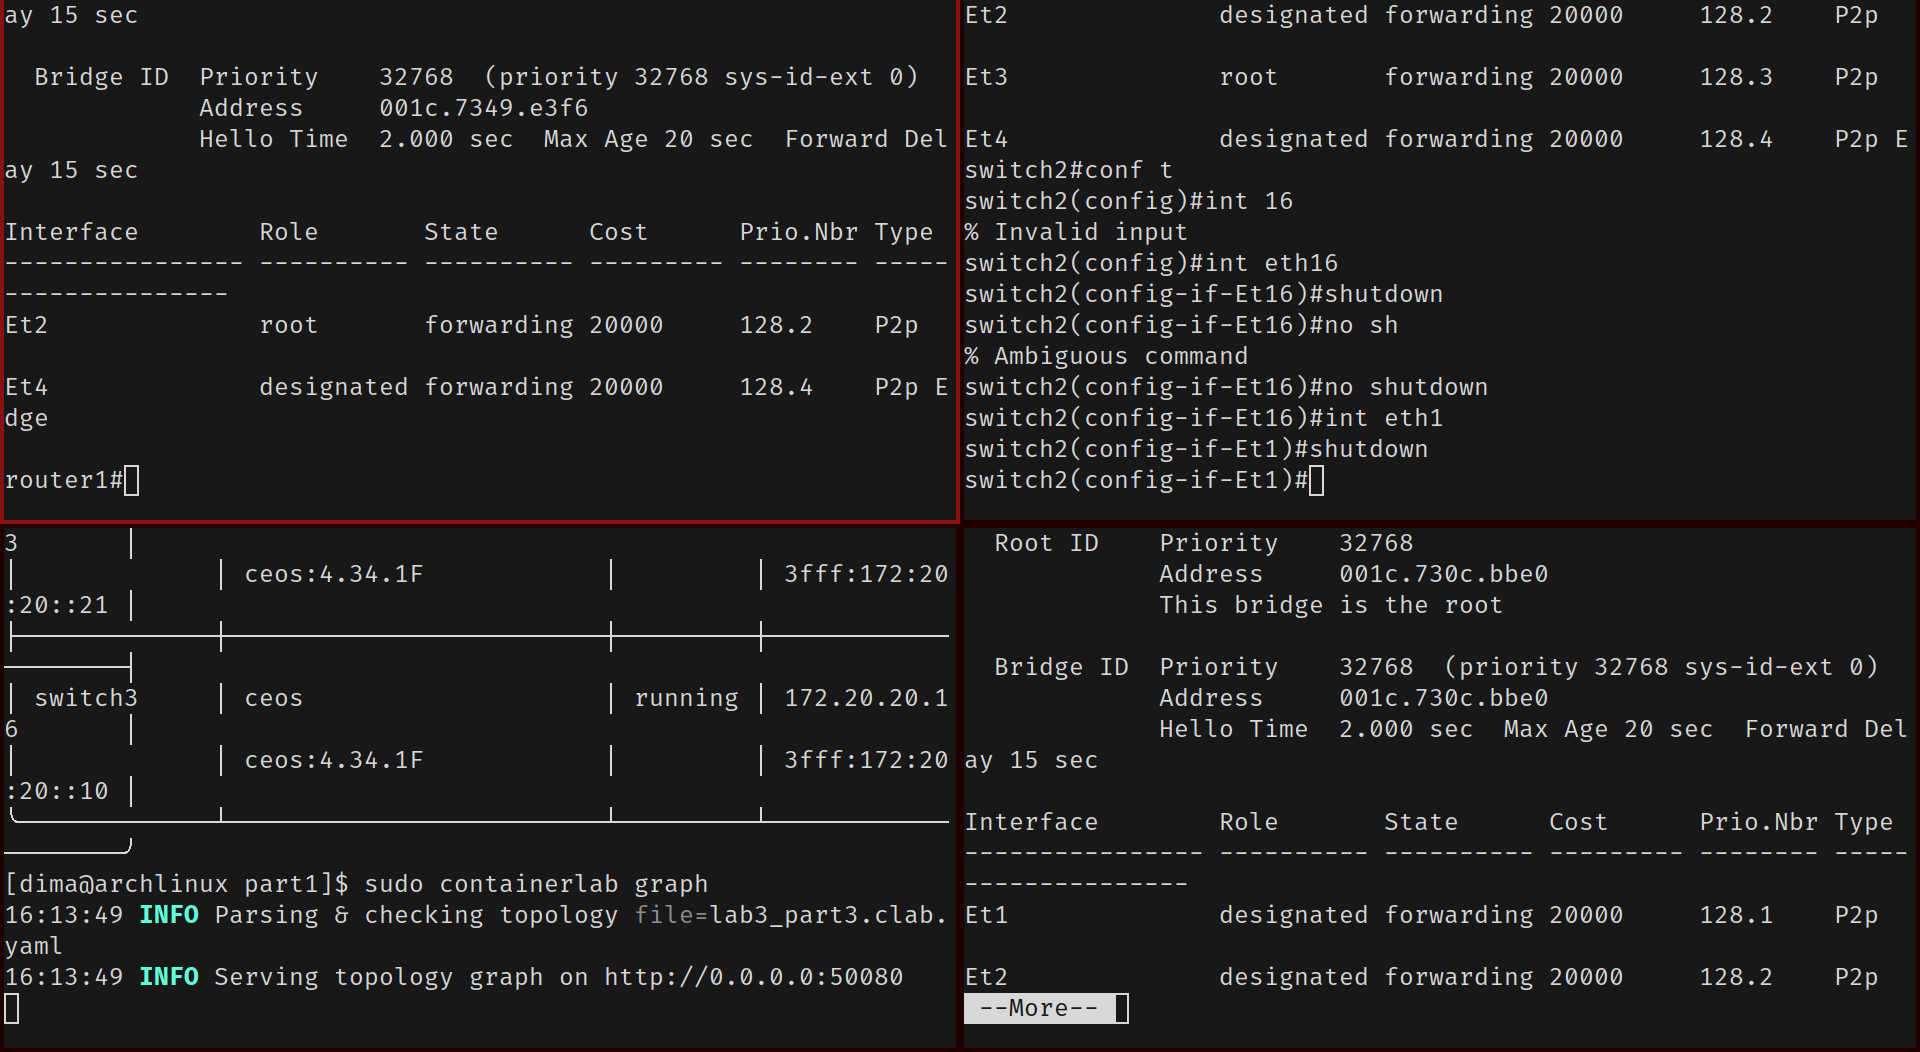 ay 15 sec

  Bridge ID  Priority    32768  (priority 32768 sys-id-ext 0)
             Address     001c.7349.e3f6
             Hello Time  2.000 sec  Max Age 20 sec  Forward Del
ay 15 sec

Interface        Role       State      Cost      Prio.Nbr Type
---------------- ---------- ---------- --------- -------- -----
---------------
Et2              root       forwarding 20000     128.2    P2p

Et4              designated forwarding 20000     128.4    P2p E
dge

router1#

Et2              designated forwarding 20000     128.2    P2p

Et3              root       forwarding 20000     128.3    P2p

Et4              designated forwarding 20000     128.4    P2p E
switch2#conf t
switch2(config)#int 16
% Invalid input
switch2(config)#int eth16
switch2(config-if-Et16)#shutdown
switch2(config-if-Et16)#no sh
% Ambiguous command
switch2(config-if-Et16)#no shutdown
switch2(config-if-Et16)#int eth1
switch2(config-if-Et1)#shutdown
switch2(config-if-Et1)#

3
ceos:4.34.1F 3fff:172:20
:20::21
switch3 ceos running 172.20.20.1
6
ceos:4.34.1F 3fff:172:20
:20::10
[dima@archlinux part1]$ sudo containerlab graph
16:13:49 INFO Parsing & checking topology file=lab3_part3.clab.
yaml
16:13:49 INFO Serving topology graph on http://0.0.0.0:50080

  Root ID    Priority    32768
             Address     001c.730c.bbe0
             This bridge is the root

  Bridge ID  Priority    32768  (priority 32768 sys-id-ext 0)
             Address     001c.730c.bbe0
             Hello Time  2.000 sec  Max Age 20 sec  Forward Del
ay 15 sec

Interface        Role       State      Cost      Prio.Nbr Type
---------------- ---------- ---------- --------- -------- -----
---------------
Et1              designated forwarding 20000     128.1    P2p

Et2              designated forwarding 20000     128.2    P2p
 --More--